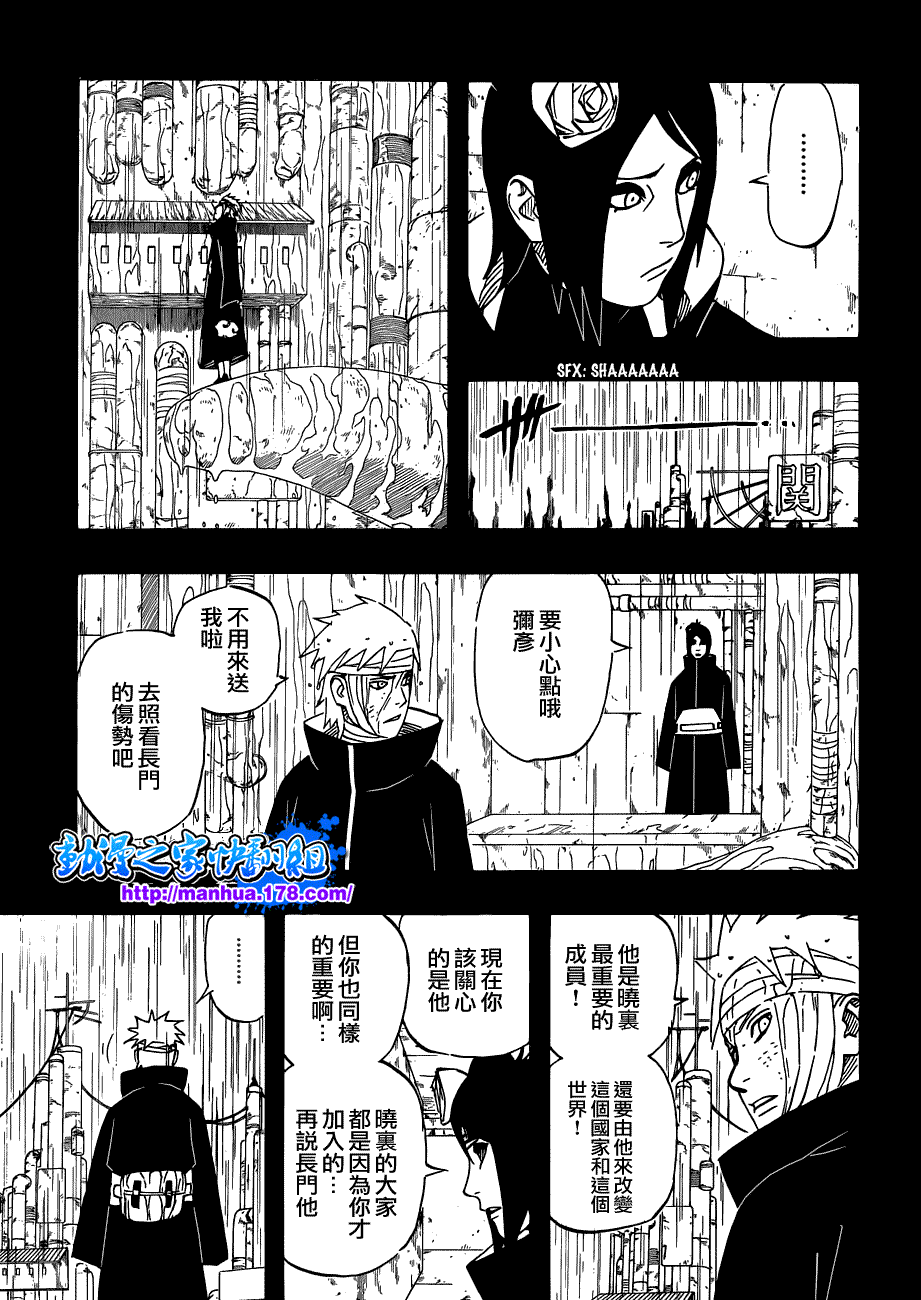 ………
SFX: SHAAAAAAA
関
要小心點哦
彌彥
不用來送
我啦
去照看長門
的傷勢吧
動漫之家快翻組
http://manhua.178.com/
他是曉裏
最重要的
成員！
還要由他來改變
這個國家和這個
世界！
現在你
該關心
的是他
但你也同樣
的重要啊…
曉裏的大家
都是因為你才
加入的…
再説長門他
………